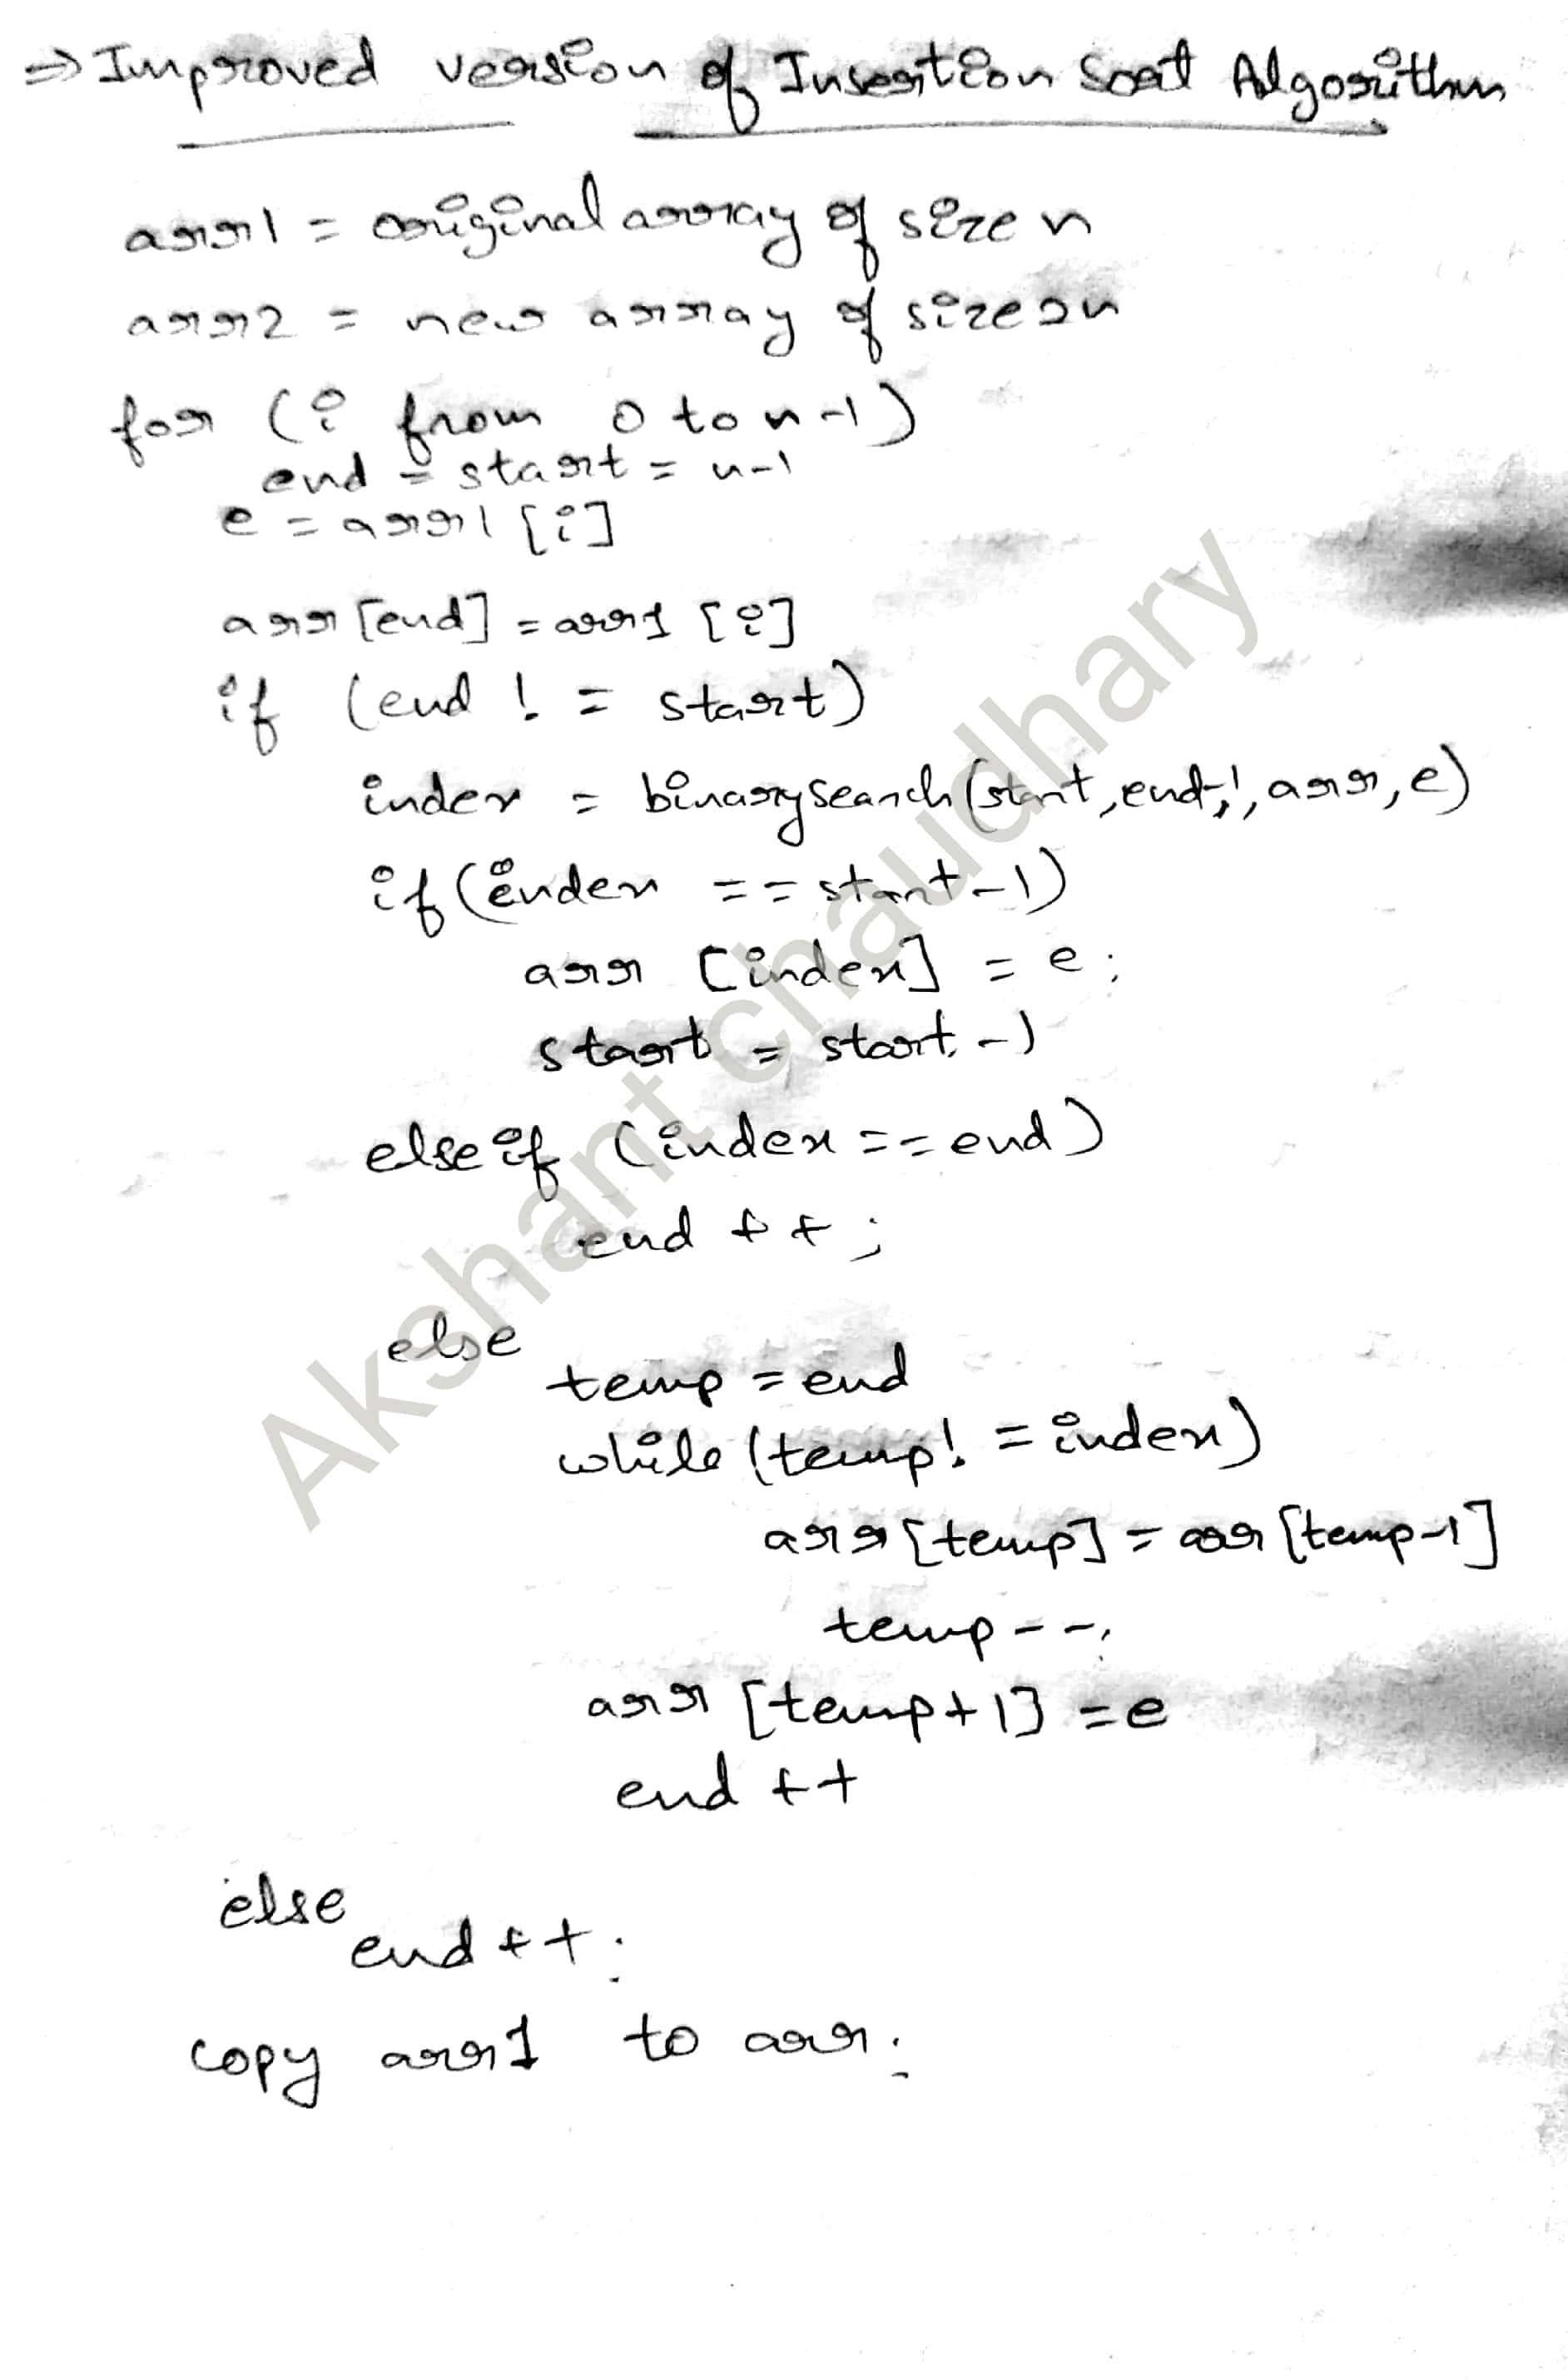 ⇒ Improved version of Insertion Sort Algorithm
arr1 = original array of size n
arr2 = new array of size 2n
for (i from 0 to n-1)
end = start = n-1
e = arr1 [i]
arr [end] = arr1 [i]
if (end != start)
index = binarysearch (start, end-1, arr, e)
if (index == start-1)
arr [index] = e;
start = start -1
else if (index == end)
end ++;
else
temp = end
while (temp != index)
arr [temp] = arr [temp-1]
temp--;
arr [temp+1] = e
end ++
else
end ++;
copy arr1 to arr;
Akshant chaudhary